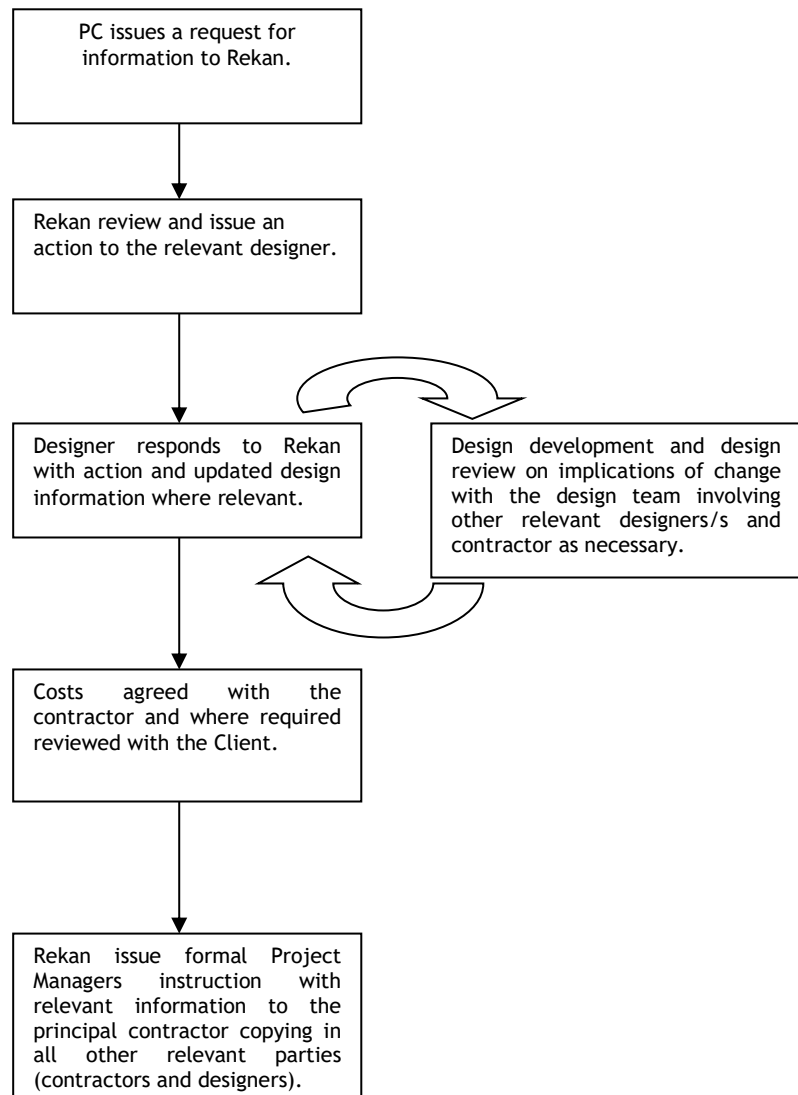 PC issues a request for
information to Rekan.
Rekan review and issue an
action to the relevant designer.
Designer responds to Rekan
with action and updated design
information where relevant.
Design development and design
review on implications of change
with the design team involving
other relevant designers/s and
contractor as necessary.
Costs agreed with the
contractor and where required
reviewed with the Client.
Rekan issue formal Project
Managers instruction with
relevant information to the
principal contractor copying in
all other relevant parties
(contractors and designers).